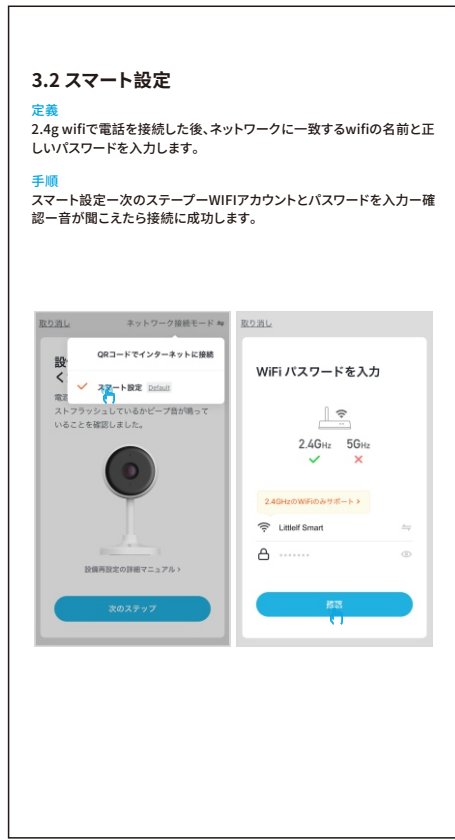 3.2 スマート設定
定義
2.4g wifiで電話を接続した後、ネットワークに一致するwifiの名前と正
しいパスワードを入力します。
手順
スマート設定ー次のステープーWIFIアカウントとパスワードを入力ー確
認ー音が聞こえたら接続に成功します。
取り消し
ネットワーク接続モード
QRコードでインターネットに接続
スマート設定 Default
設
く
電源
ストフラッシュしているかビープ音が鳴って
いることを確認しました。
設備再設定の詳細マニュアル
次のステップ
取り消し
WiFi パスワードを入力
2.4GHz 5GHz
2.4GHzのWiFiのみサポート
Littlelf Smart
確認